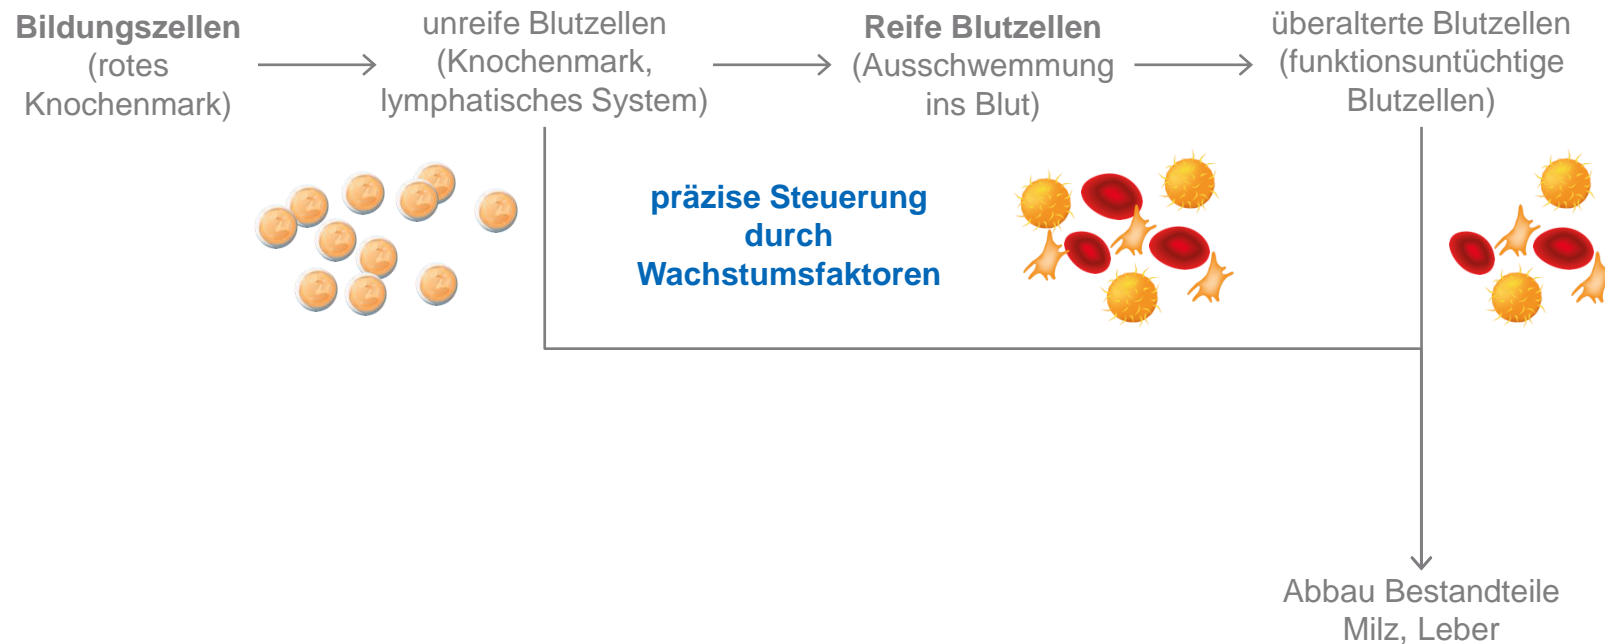 Bildungszellen
(rotes
Knochenmark)
unreife Blutzellen
(Knochenmark,
lymphatisches System)
Reife Blutzellen
(Ausschwemmung
ins Blut)
überalterte Blutzellen
(funktionsuntüchtige
Blutzellen)
präzise Steuerung
durch
Wachstumsfaktoren
Abbau Bestandteile
Milz, Leber